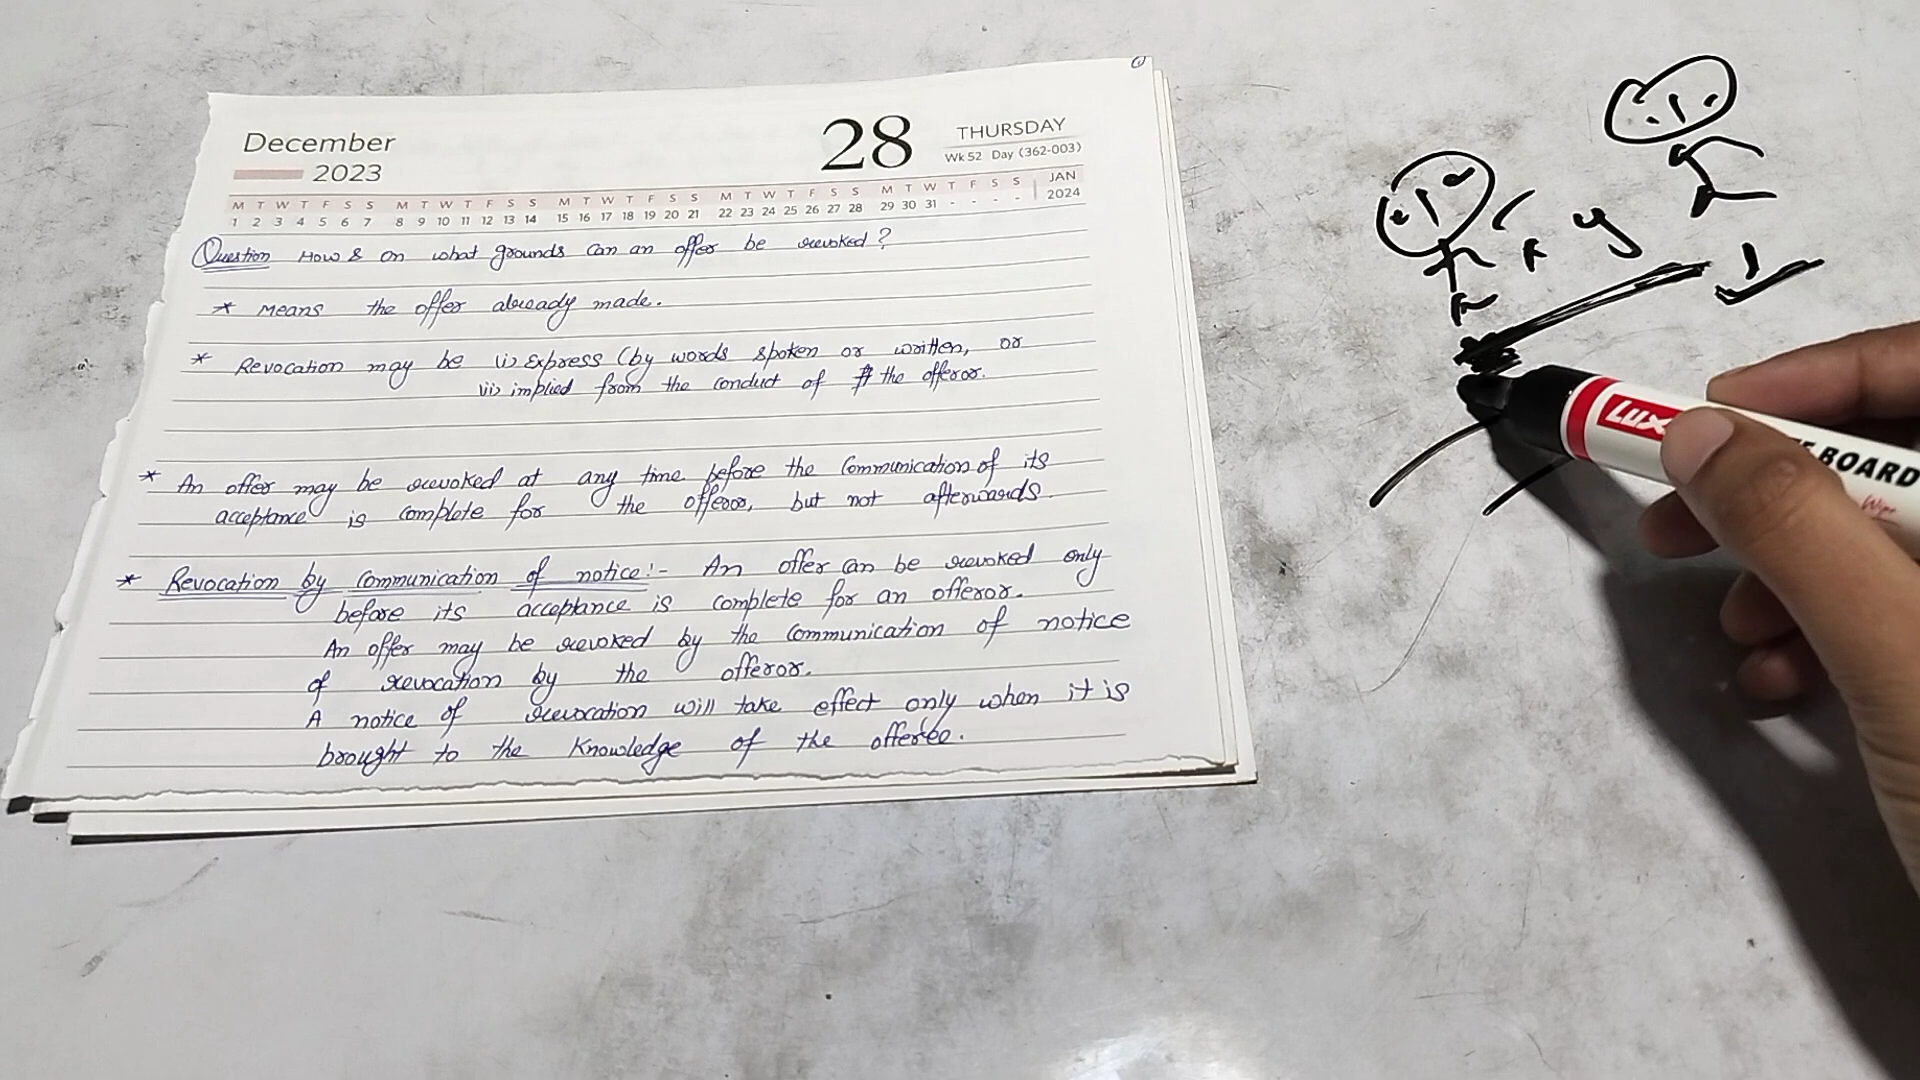 December
2023
28
THURSDAY
Wk 52 Day (362-003)
M T W T F S S M T W T F S S M T W T F S S M T W T F S S M T W T F S S JAN
1 2 3 4 5 6 7 8 9 10 11 12 13 14 15 16 17 18 19 20 21 22 23 24 25 26 27 28 29 30 31 - - - - 2024
Question How & on what grounds can an offer be revoked?
* Means the offer already made.
* Revocation may be (i) Express (by words spoken or written, or
(ii) implied from the conduct of the offeror.
* An offer may be revoked at any time before the communication of its
acceptance is complete for the offeror, but not afterwards.
* Revocation by communication of notice:- An offer can be revoked only
before its acceptance is complete for an offeror.
An offer may be revoked by the communication of notice
of revocation by the offeror.
A notice of revocation will take effect only when it is
brought to the knowledge of the offeree.
Lux
BOARD